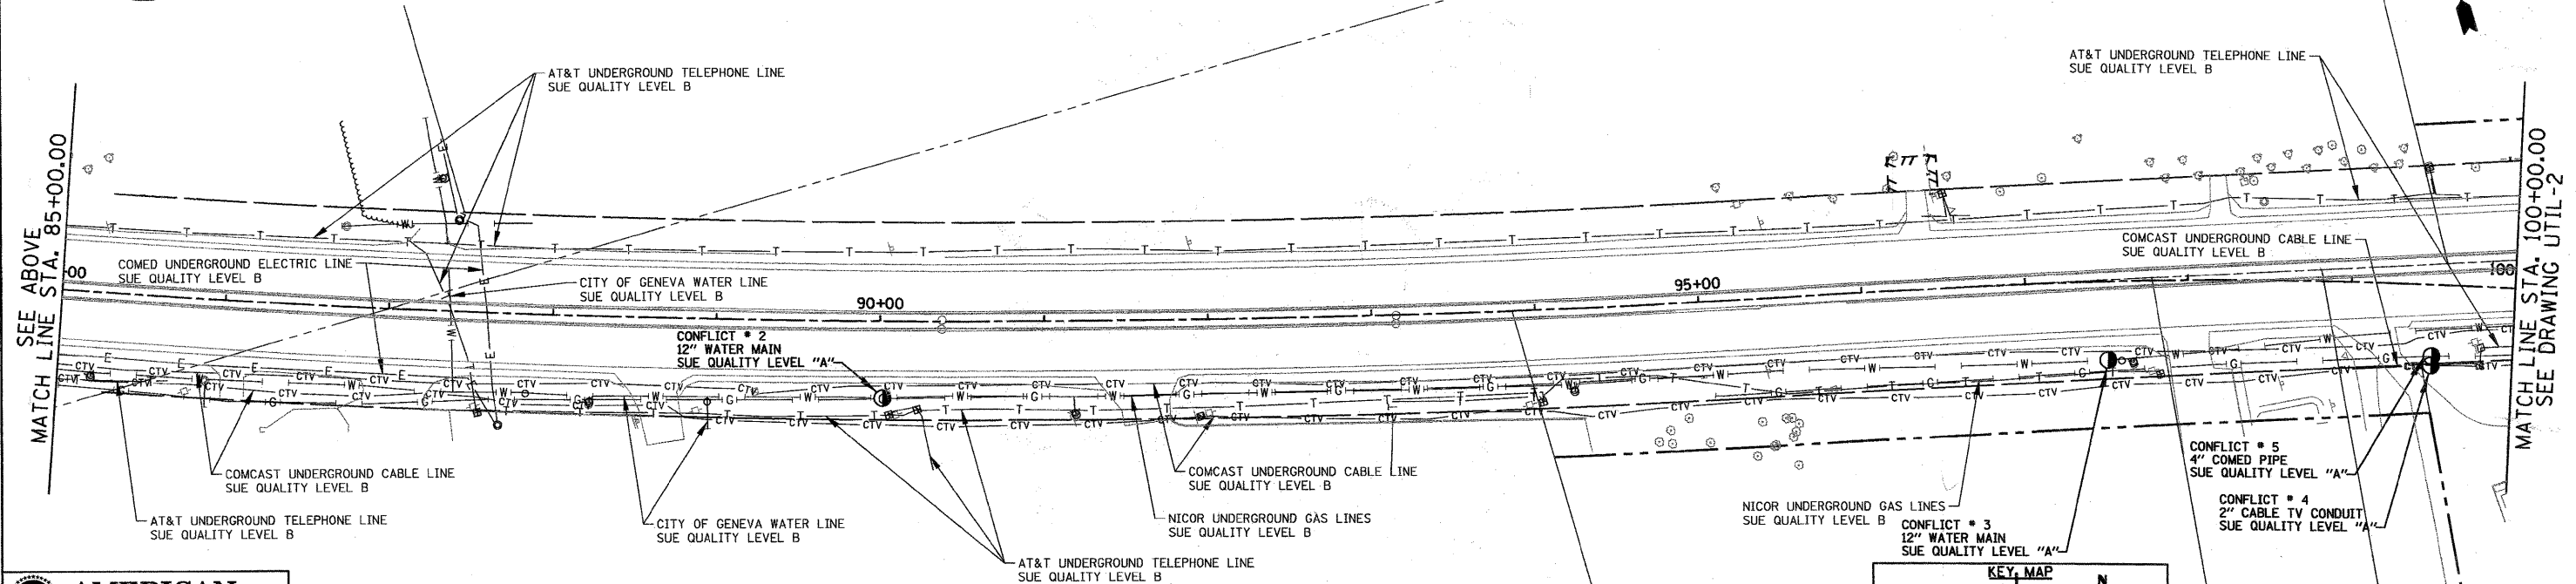 AT&T UNDERGROUND TELEPHONE LINE
SUE QUALITY LEVEL B
AT&T UNDERGROUND TELEPHONE LINE
SUE QUALITY LEVEL B
SEE ABOVE
MATCH LINE STA. 85+00.00
MATCH LINE STA. 100+00.00
SEE DRAWING UTIL-2
COMED UNDERGROUND ELECTRIC LINE
SUE QUALITY LEVEL B
CITY OF GENEVA WATER LINE
SUE QUALITY LEVEL B
COMCAST UNDERGROUND CABLE LINE
SUE QUALITY LEVEL B
00
90+00
95+00
100
CONFLICT # 2
12" WATER MAIN
SUE QUALITY LEVEL "A"
COMCAST UNDERGROUND CABLE LINE
SUE QUALITY LEVEL B
AT&T UNDERGROUND TELEPHONE LINE
SUE QUALITY LEVEL B
CITY OF GENEVA WATER LINE
SUE QUALITY LEVEL B
AT&T UNDERGROUND TELEPHONE LINE
SUE QUALITY LEVEL B
COMCAST UNDERGROUND CABLE LINE
SUE QUALITY LEVEL B
NICOR UNDERGROUND GAS LINES
SUE QUALITY LEVEL B
NICOR UNDERGROUND GAS LINES
SUE QUALITY LEVEL B
CONFLICT # 3
12" WATER MAIN
SUE QUALITY LEVEL "A"
CONFLICT # 5
4" COMED PIPE
SUE QUALITY LEVEL "A"
CONFLICT # 4
2" CABLE TV CONDUIT
SUE QUALITY LEVEL "A"
AMERICAN
KEY MAP
N